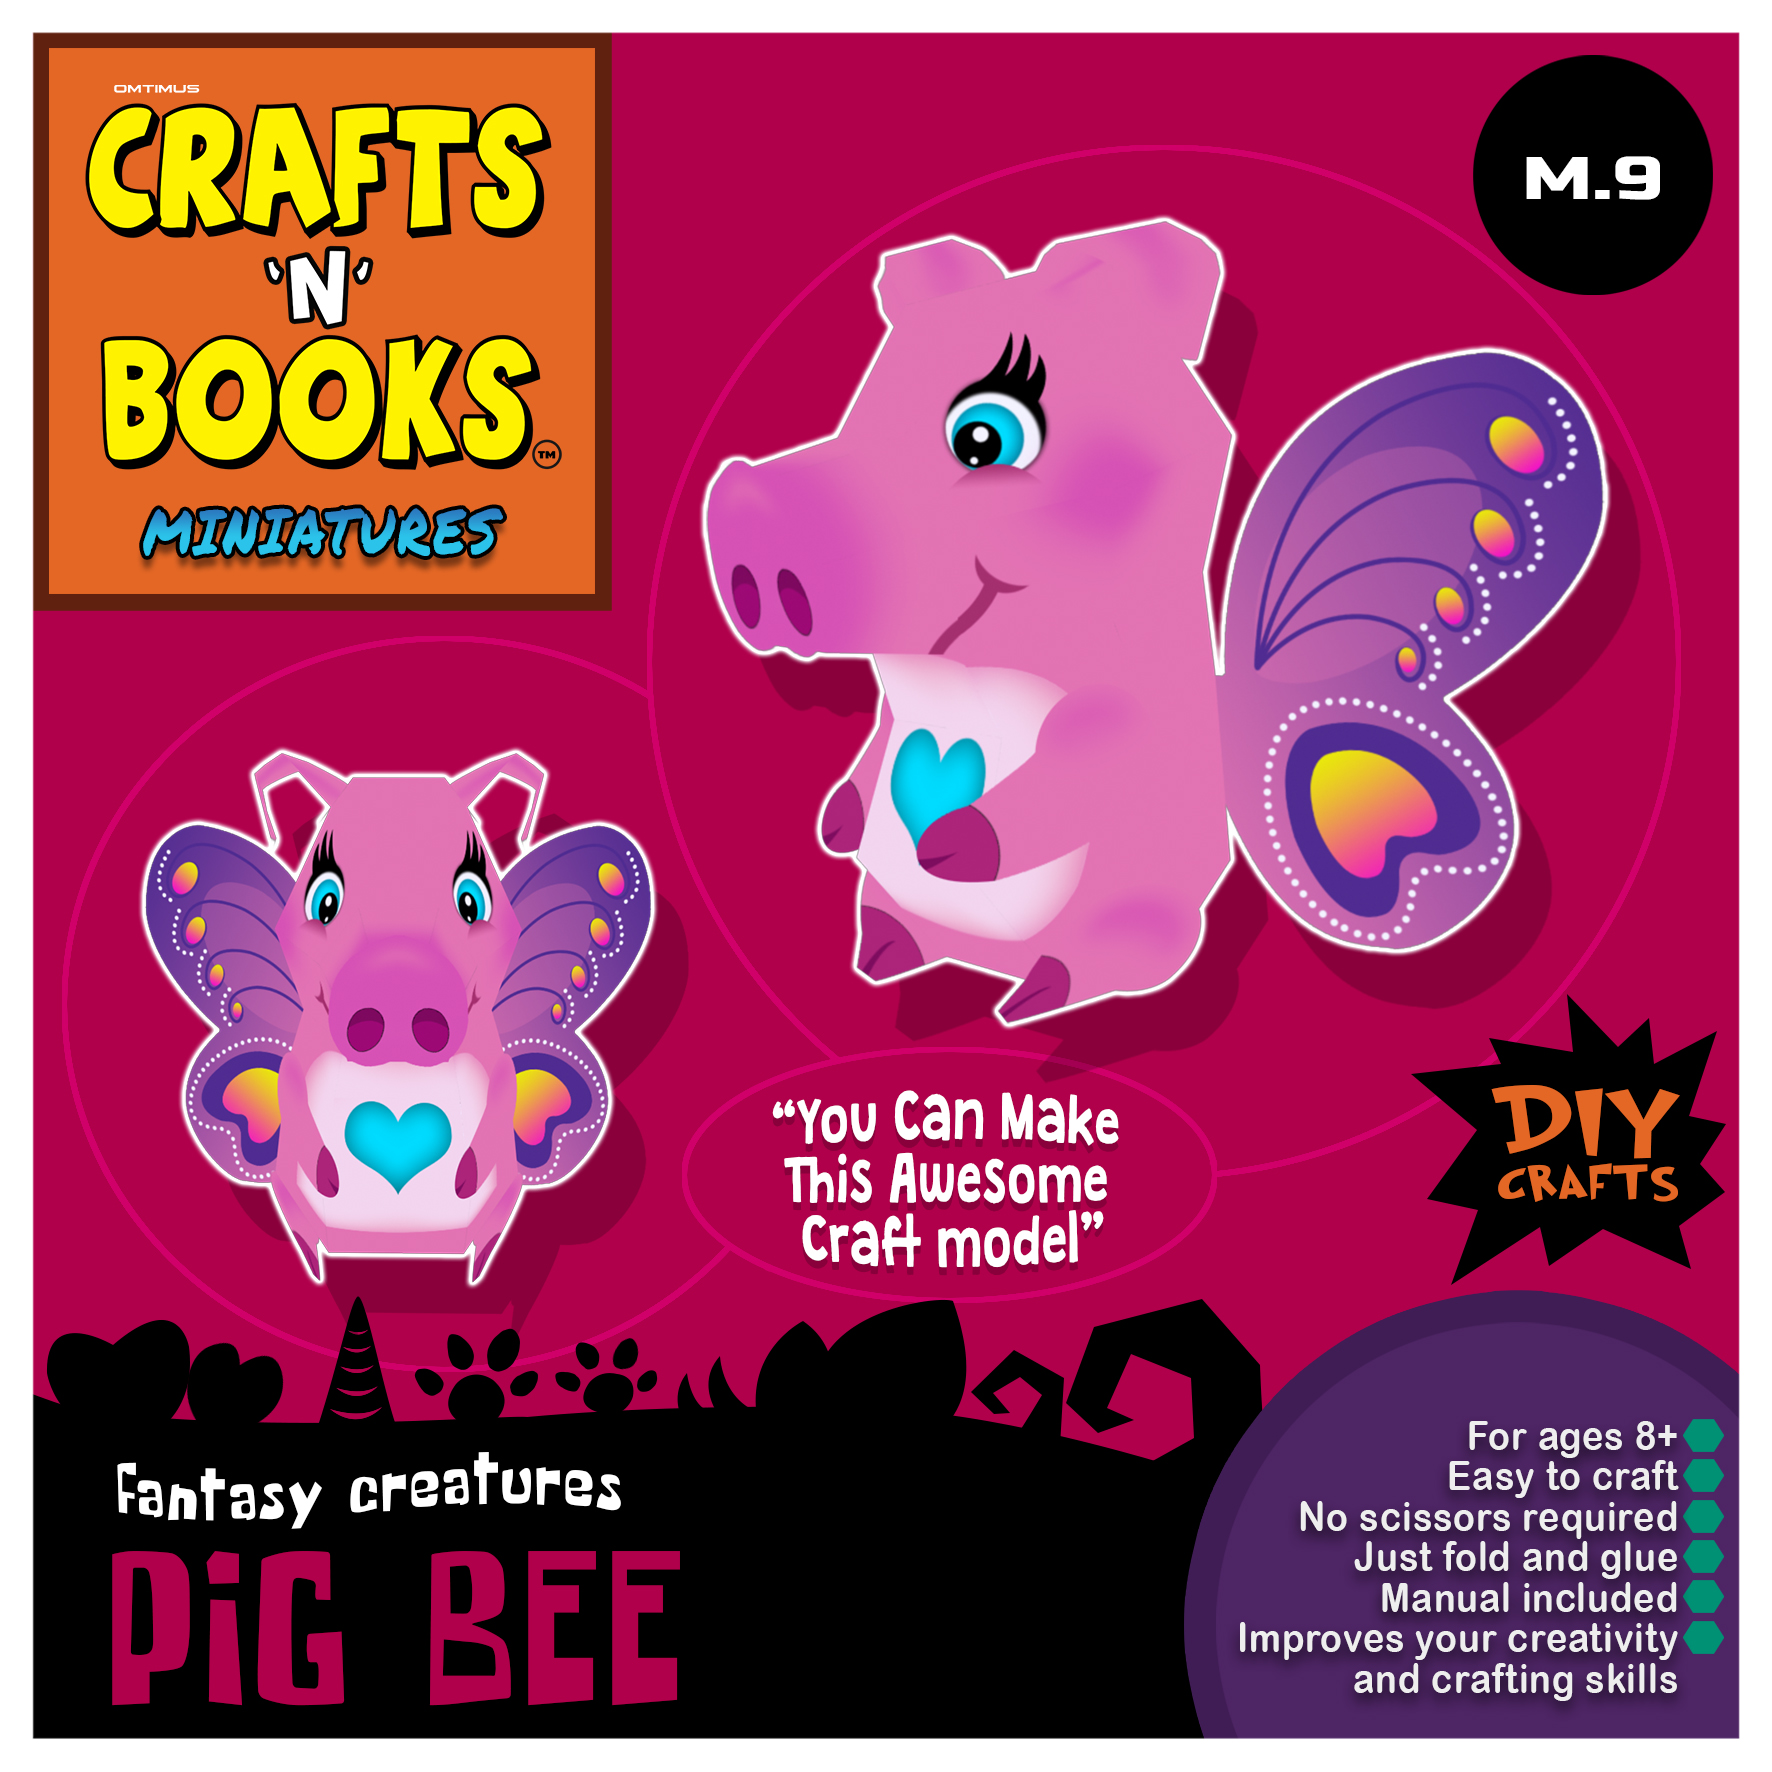 OMTIMUS
CRAFTS
'N'
BOOKS
TM
MINIATURES
M.9
"You Can Make
This Awesome
Craft model"
DIY
CRAFTS
Fantasy creatures
PiG BEE
For ages 8+
Easy to craft
No scissors required
Just fold and glue
Manual included
Improves your creativity
and crafting skills